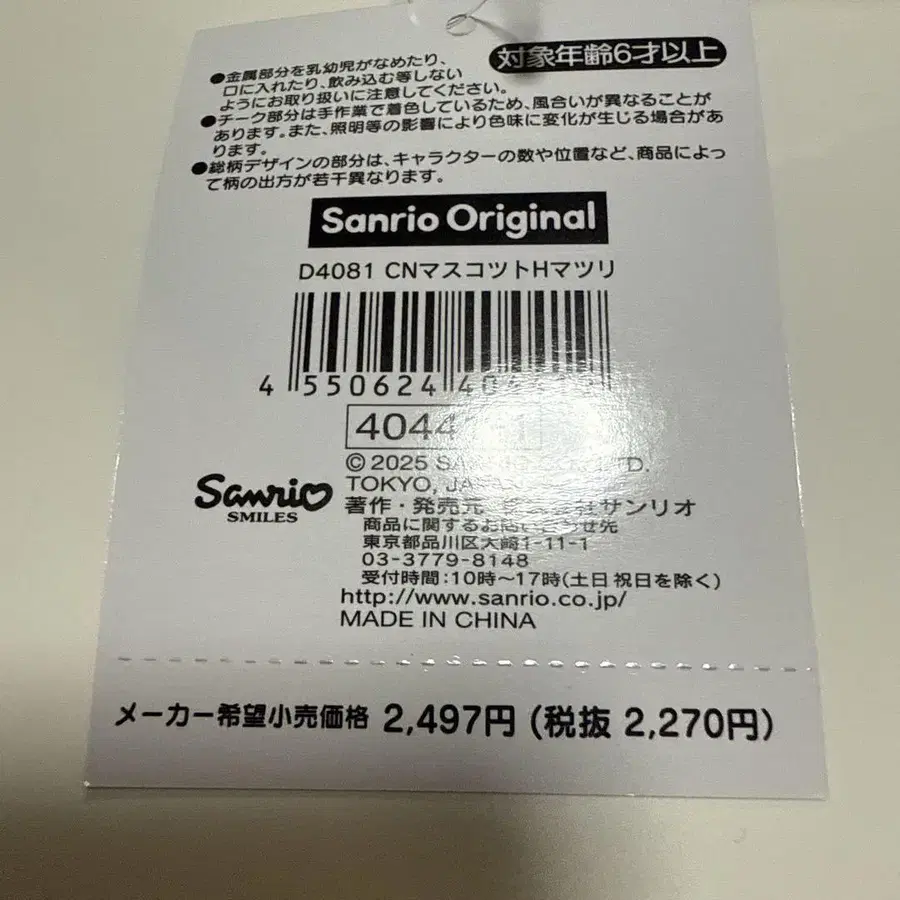 対象年齢6才以上
●金属部分を乳幼児がなめたり、
口に入れたり、飲み込む等しない
ようにお取り扱いに注意してください。
●チーク部分は手作業で着色しているため、風合いが異なることが
あります。また、照明等の影響により色味に変化が生じる場合があ
ります。
●総柄デザインの部分は、キャラクターの数や位置など、商品によっ
て柄の出方が若干異なります。
Sanrio Original
D4081 CNマスコツトHマツリ
4 550624
© 2025
TOKYO, JAPAN
Sanrio
SMILES
著作・発売元 株式会社サンリオ
商品に関するお問い合わせ先
東京都品川区大崎1-11-1
03-3779-8148
受付時間:10時〜17時(土日祝日を除く)
http://www.sanrio.co.jp/
MADE IN CHINA
メーカー希望小売価格 2,497円 (税抜 2,270円)